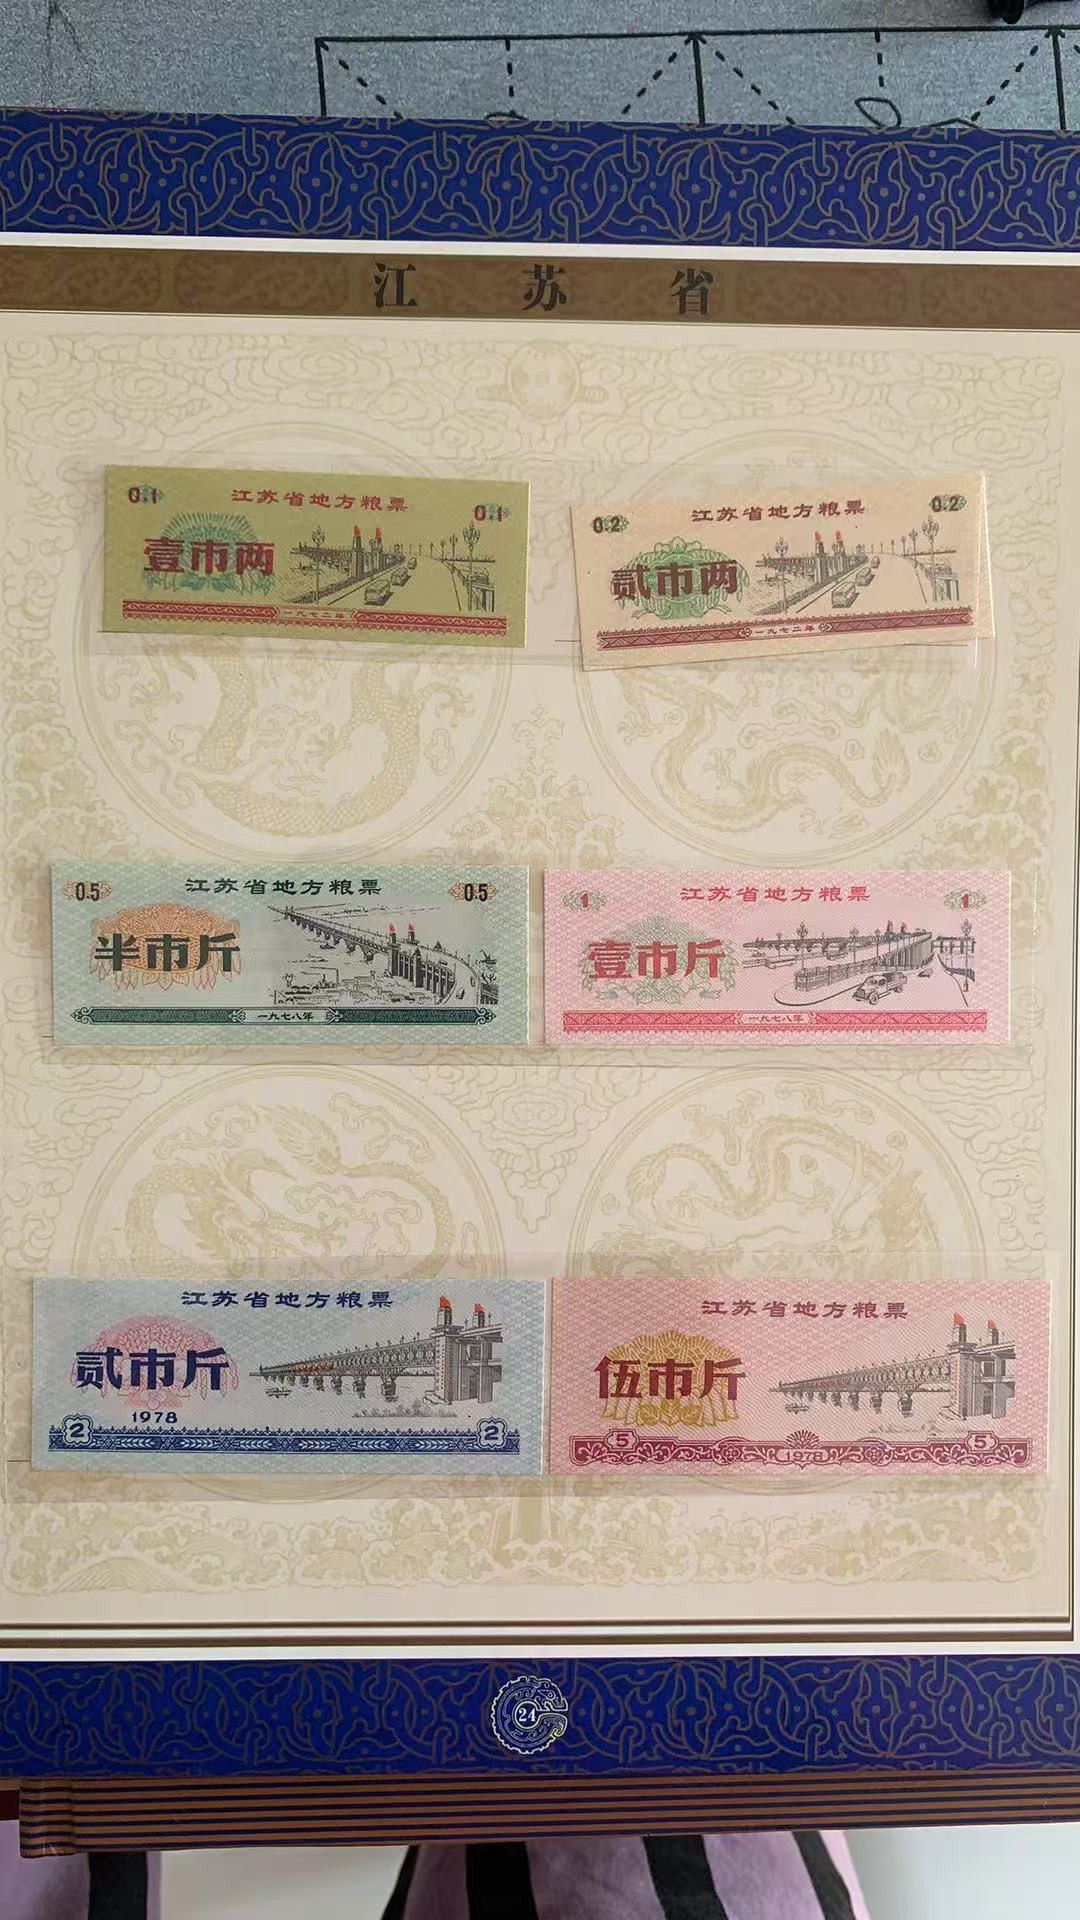 江苏省
0.1 江苏省地方粮票 0.1
壹市两
一九七二年
0.2 江苏省地方粮票 0.2
贰市两
一九七二年
0.5 江苏省地方粮票 0.5
半市斤
一九七八年
1 江苏省地方粮票 1
壹市斤
一九七八年
江苏省地方粮票
贰市斤
1978
2 2
江苏省地方粮票
伍市斤
5 1978 5
24